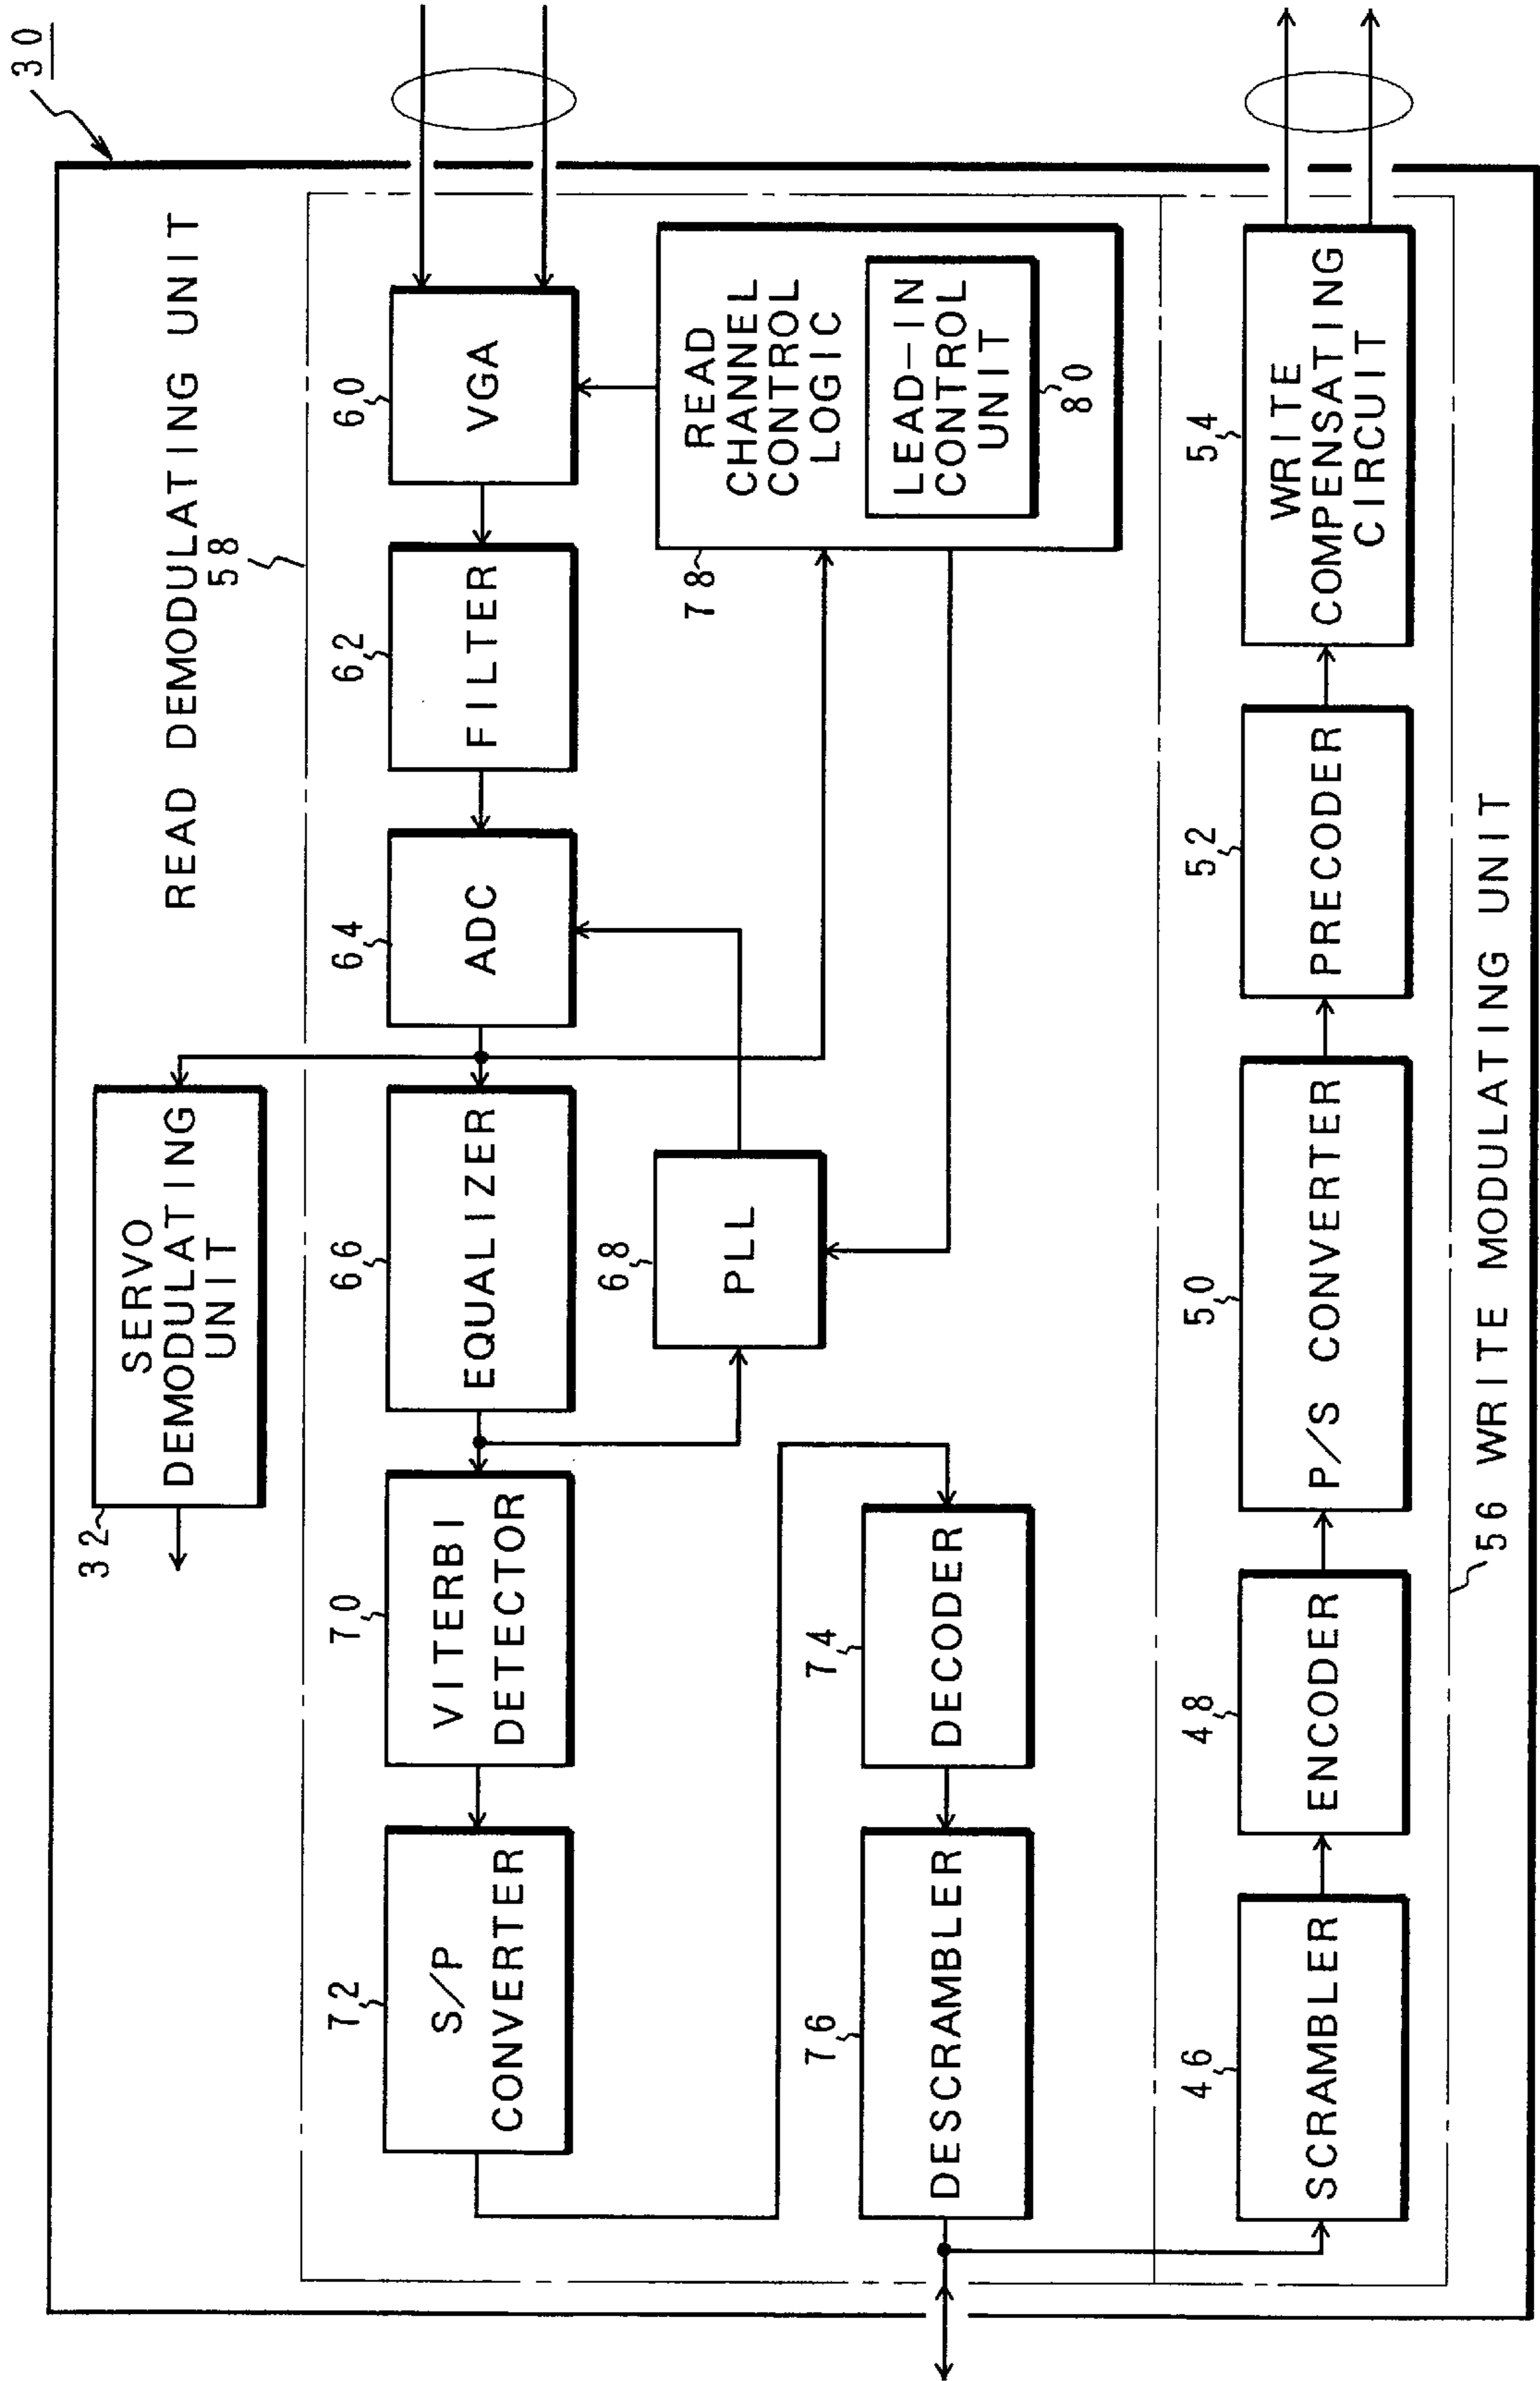 30
READ DEMODULATING UNIT
58
SERVO
DEMODULATING
UNIT
32
60
VGA
62
FILTER
64
ADC
66
EQUALIZER
70
VITERBI
DETECTOR
72
S/P
CONVERTER
READ
CHANNEL
CONTROL
LOGIC
78
LEAD-IN
CONTROL
UNIT
80
68
PLL
74
DECODER
76
DESCRAMBLER
46
SCRAMBLER
48
ENCODER
50
P/S CONVERTER
52
PRECODER
54
WRITE
COMPENSATING
CIRCUIT
56 WRITE MODULATING UNIT